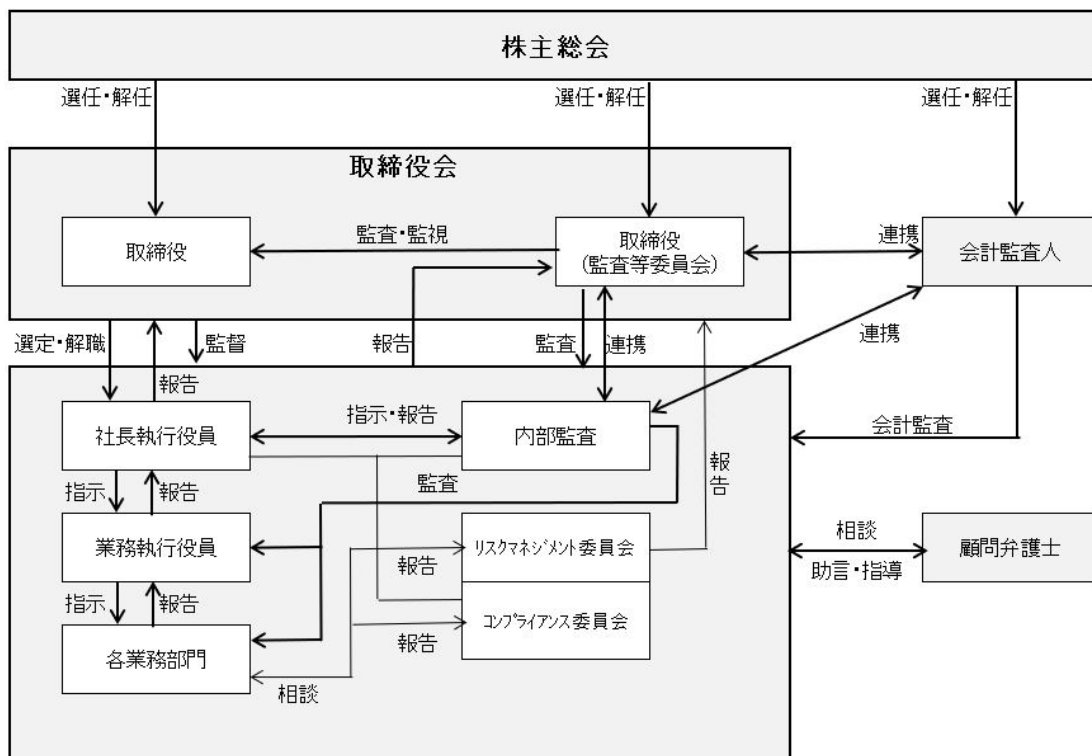 株主総会
選任・解任
選任・解任
選任・解任
取締役会
取締役
監査・監視
取締役
(監査等委員会)
連携
会計監査人
選定・解職
監督
報告
監査
連携
連携
報告
社長執行役員
指示・報告
内部監査
会計監査
指示
報告
監査
報告
業務執行役員
リスクマネジメント委員会
報告
相談
助言・指導
顧問弁護士
指示
報告
コンプライアンス委員会
報告
各業務部門
相談